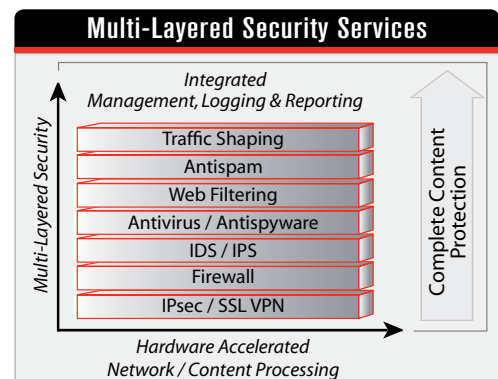 Multi-Layered Security Services
Integrated
Management, Logging & Reporting
Traffic Shaping
Antispam
Web Filtering
Antivirus / Antispyware
IDS / IPS
Firewall
IPsec / SSL VPN
Multi-Layered Security
Hardware Accelerated
Network / Content Processing
Complete Content
Protection